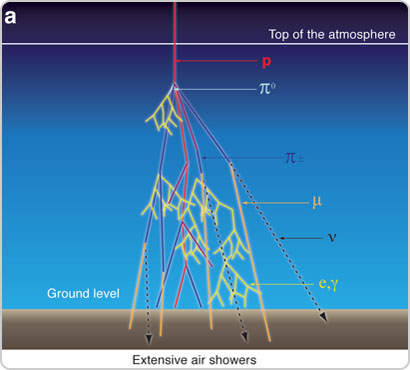 a
Top of the atmosphere
p
π⁰
π±
μ
ν
e,γ
Ground level
Extensive air showers